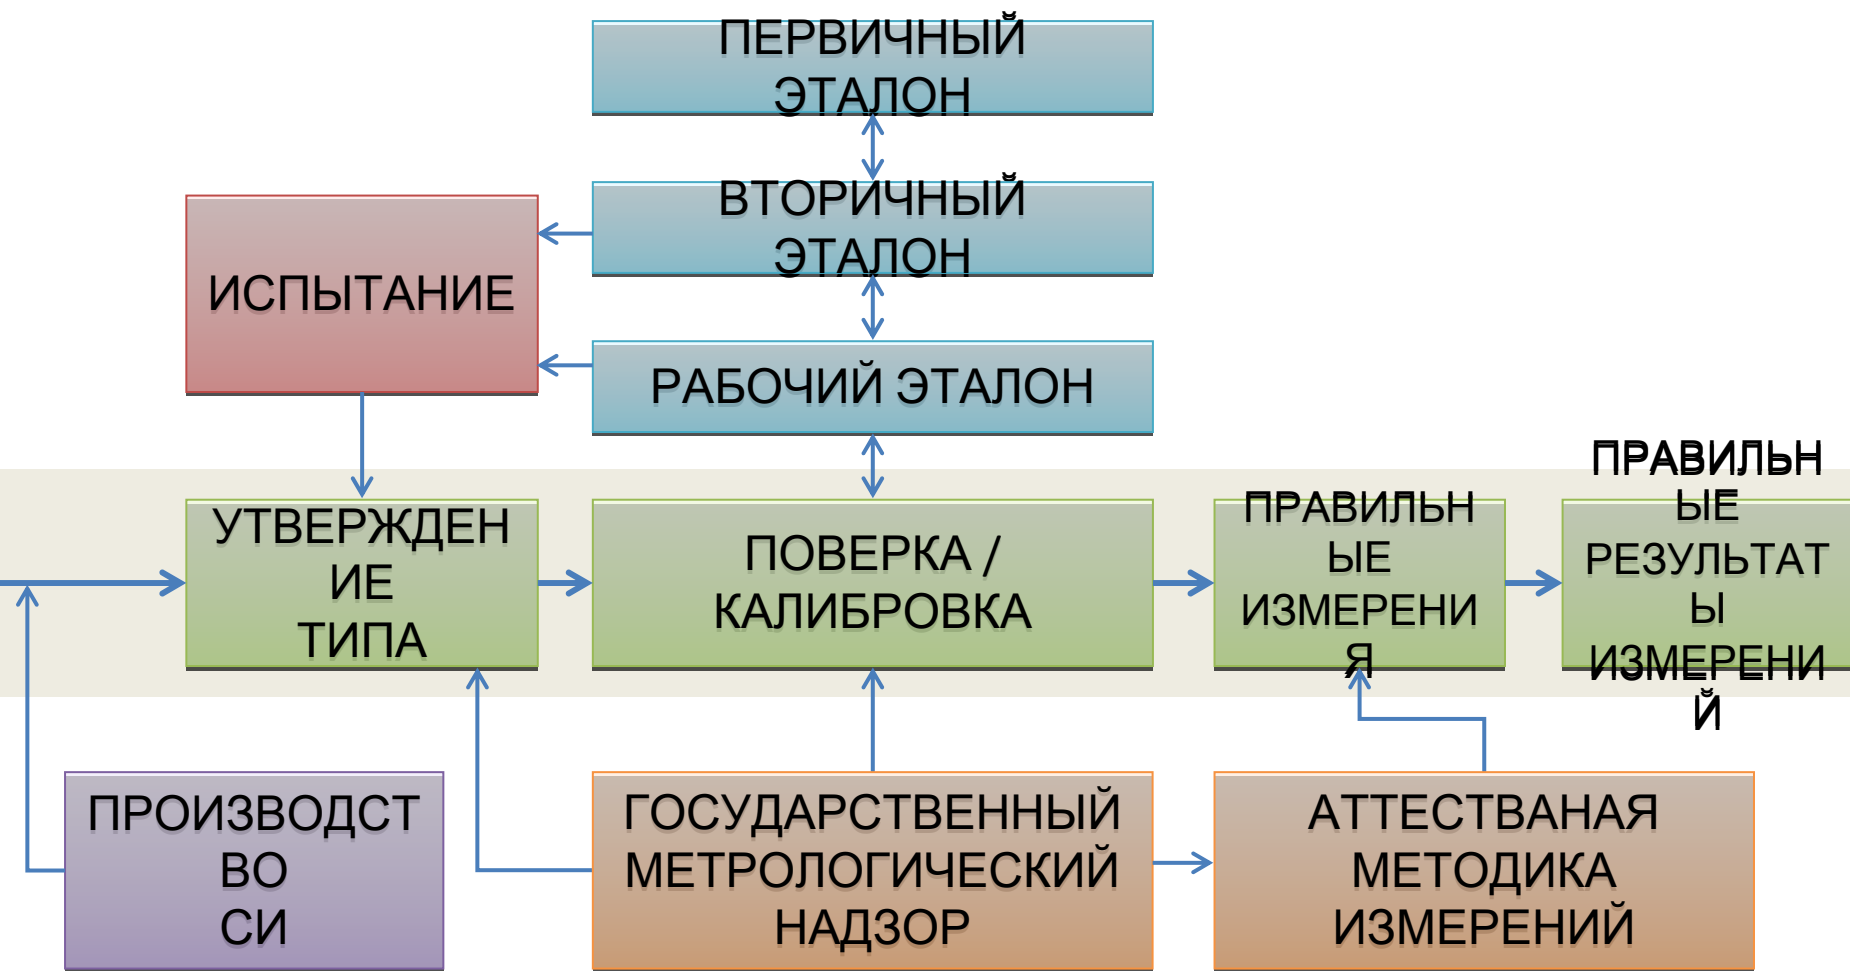 ПЕРВИЧНЫЙ
ЭТАЛОН
ВТОРИЧНЫЙ
ЭТАЛОН
ИСПЫТАНИЕ
РАБОЧИЙ ЭТАЛОН
УТВЕРЖДЕН
ИЕ
ТИПА
ПОВЕРКА /
КАЛИБРОВКА
ПРАВИЛЬН
ЫЕ
ИЗМЕРЕНИ
Я
ПРАВИЛЬН
ЫЕ
РЕЗУЛЬТАТ
Ы
ИЗМЕРЕНИ
Й
ПРОИЗВОДСТ
ВО
СИ
ГОСУДАРСТВЕННЫЙ
МЕТРОЛОГИЧЕСКИЙ
НАДЗОР
АТТЕСТВАНАЯ
МЕТОДИКА
ИЗМЕРЕНИЙ